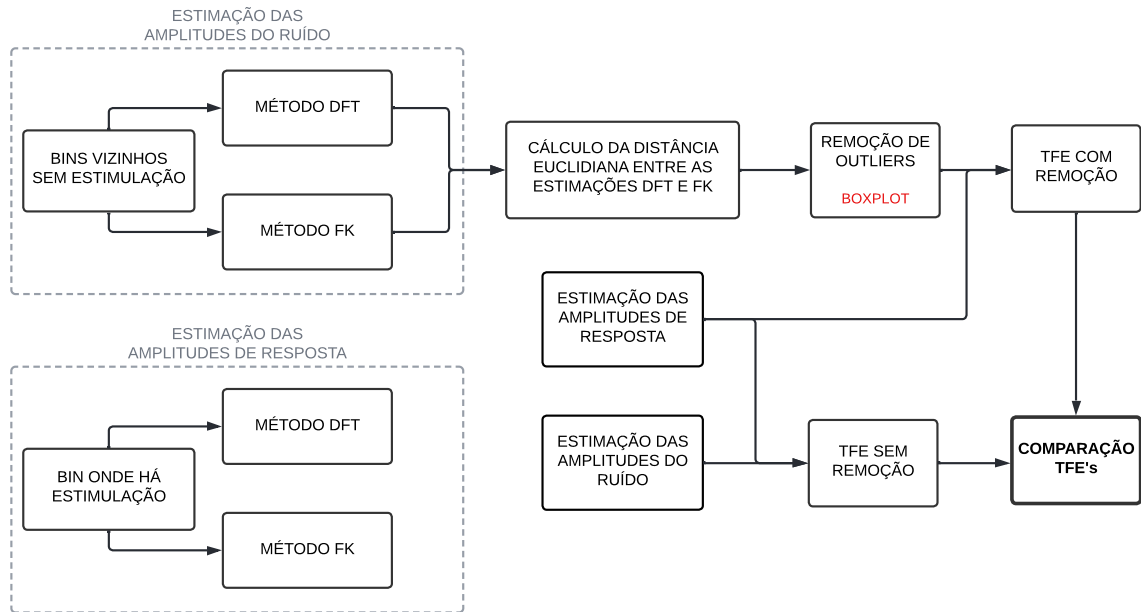 ESTIMAÇÃO DAS
AMPLITUDES DO RUÍDO
BINS VIZINHOS
SEM ESTIMULAÇÃO
MÉTODO DFT
MÉTODO FK
CÁLCULO DA DISTÂNCIA
EUCLIDIANA ENTRE AS
ESTIMAÇÕES DFT E FK
REMOÇÃO DE
OUTLIERS
BOXPLOT
TFE COM
REMOÇÃO
ESTIMAÇÃO DAS
AMPLITUDES DE
RESPOSTA
ESTIMAÇÃO DAS
AMPLITUDES DE RESPOSTA
BIN ONDE HÁ
ESTIMULAÇÃO
MÉTODO DFT
MÉTODO FK
ESTIMAÇÃO DAS
AMPLITUDES DO
RUÍDO
TFE SEM
REMOÇÃO
COMPARAÇÃO
TFE's